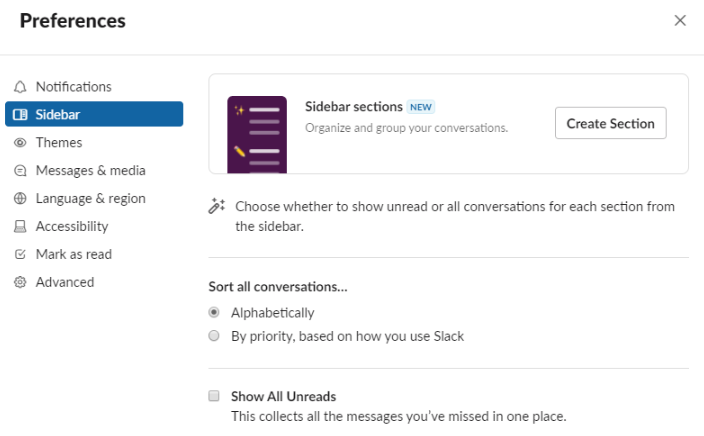 Preferences
Notifications
Sidebar
Themes
Messages & media
Language & region
Accessibility
Mark as read
Advanced
Sidebar sections NEW
Organize and group your conversations.
Create Section
Choose whether to show unread or all conversations for each section from
the sidebar.
Sort all conversations...
Alphabetically
By priority, based on how you use Slack
Show All Unreads
This collects all the messages you've missed in one place.